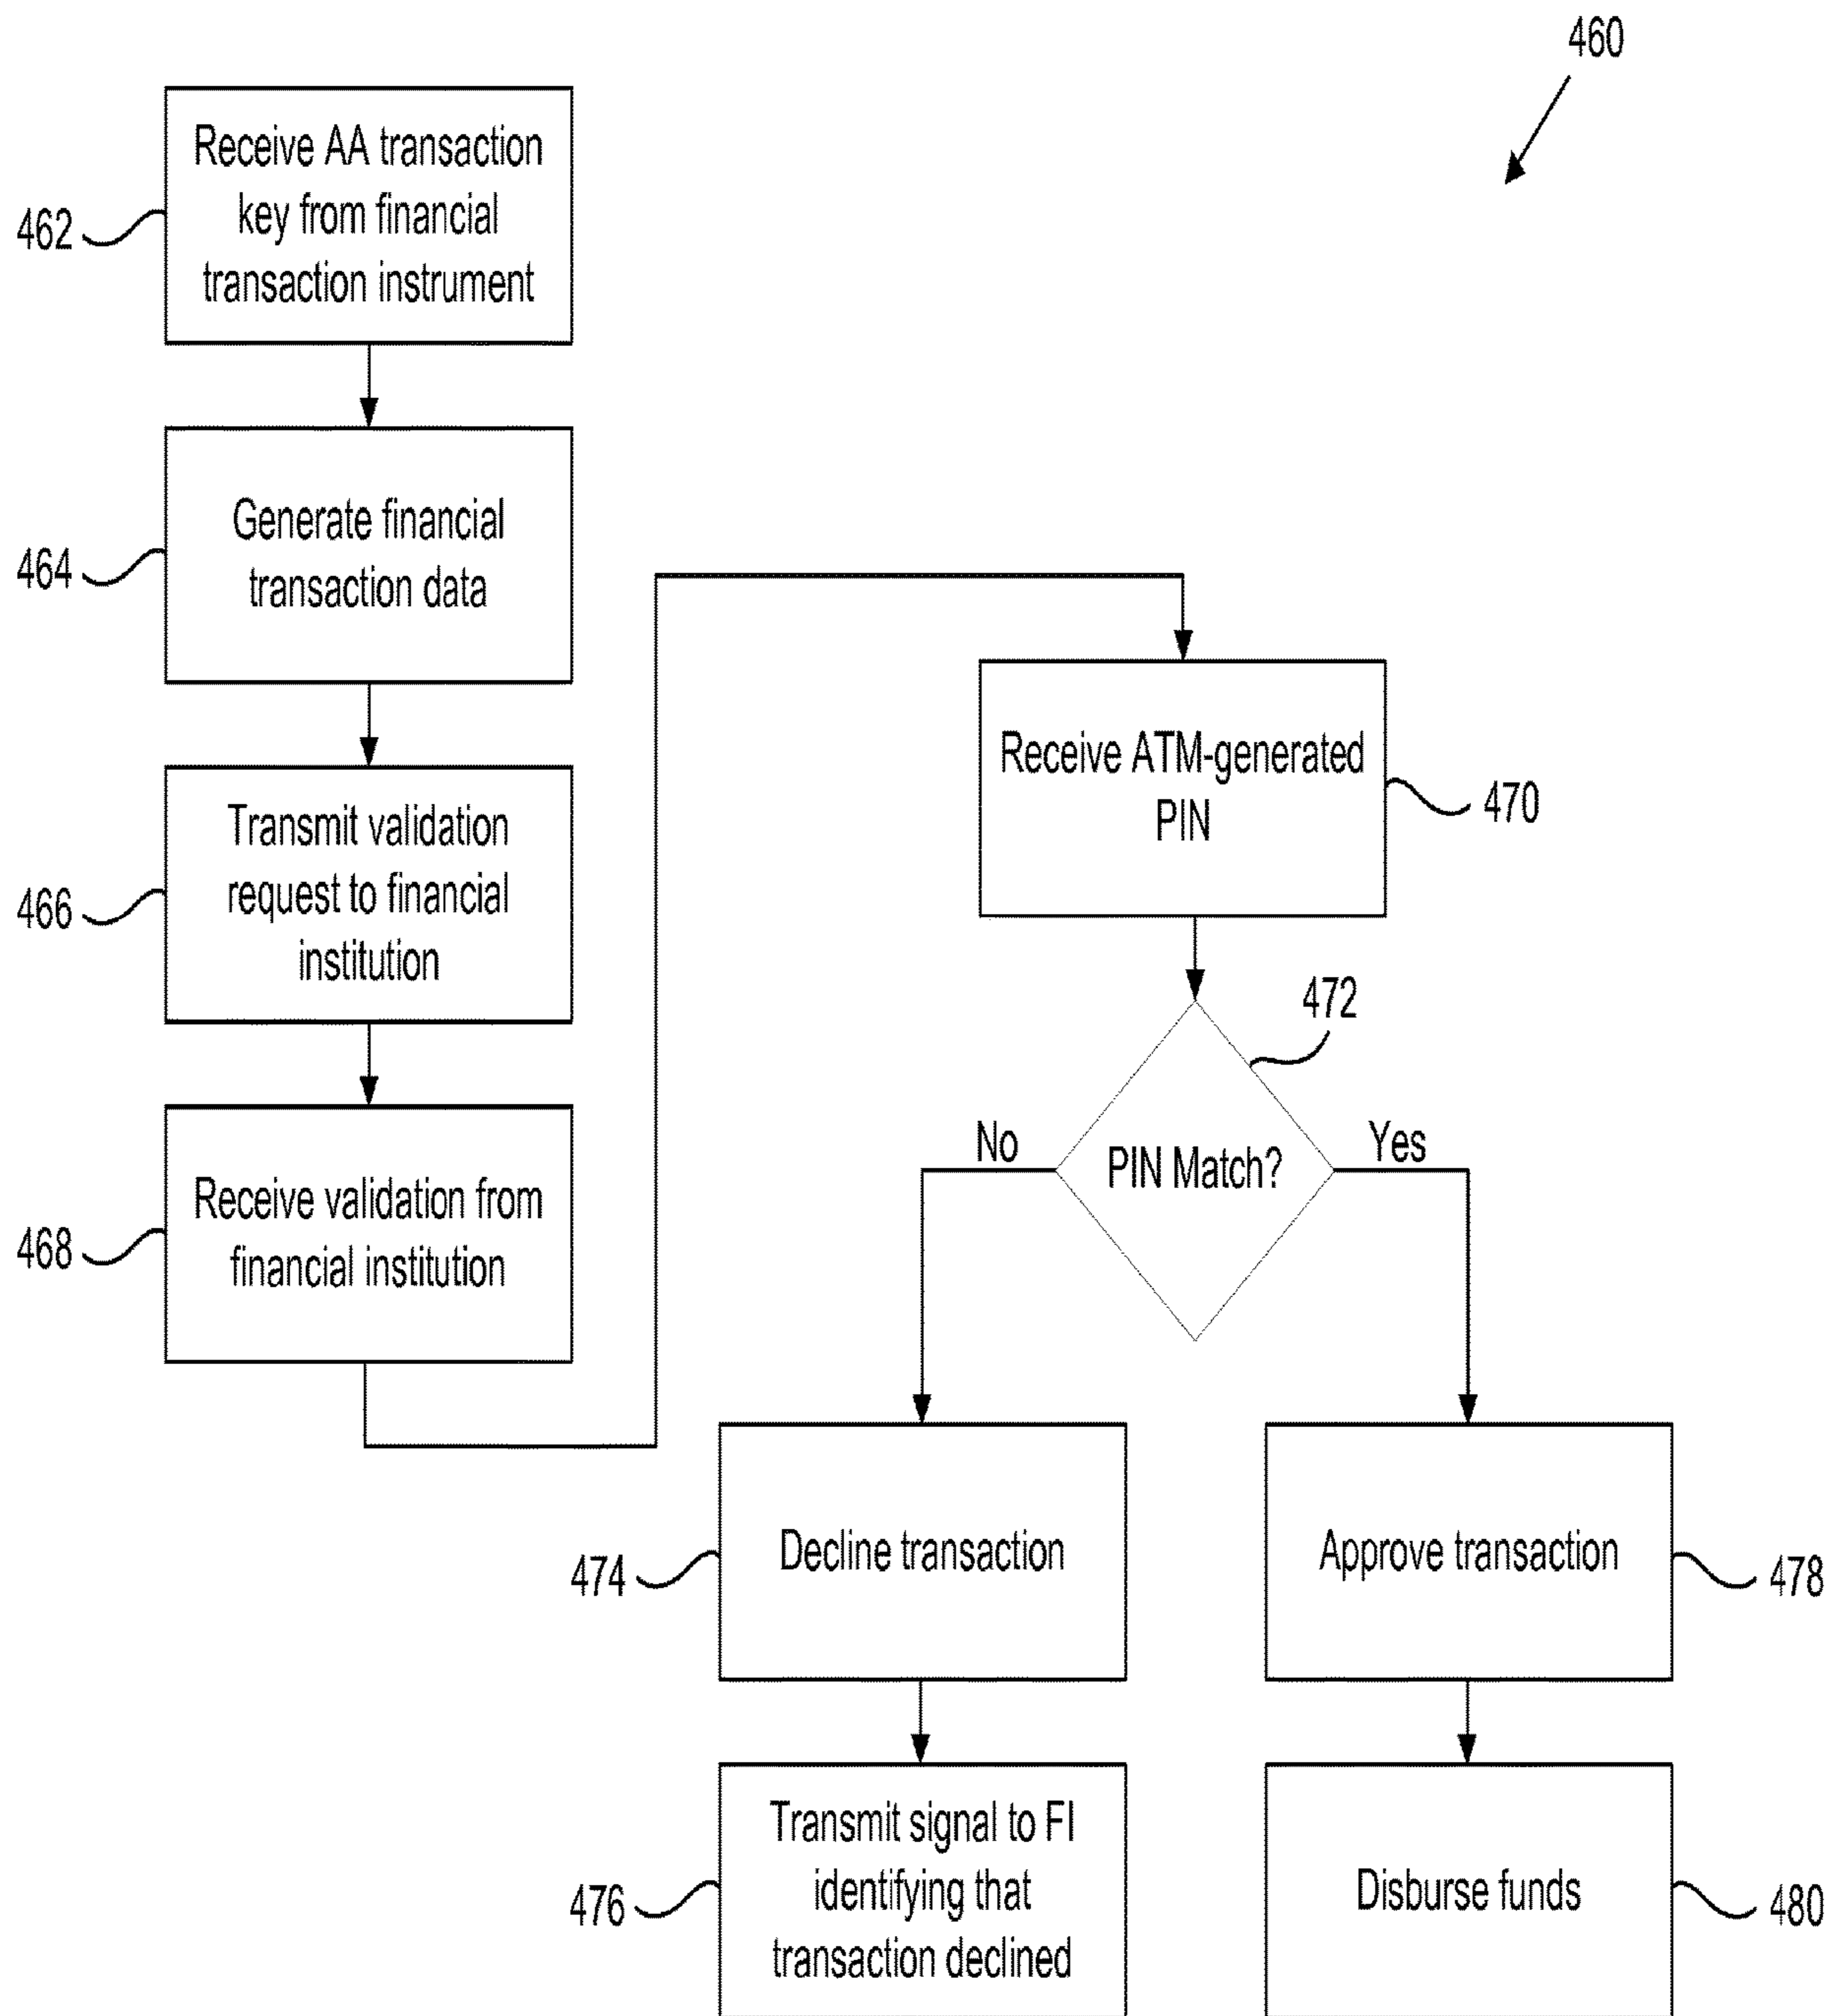 460
Receive AA transaction
key from financial
transaction instrument
462
Generate financial
transaction data
464
Transmit validation
request to financial
institution
466
Receive validation from
financial institution
468
Receive ATM-generated
PIN
470
472
PIN Match?
No
Yes
Decline transaction
474
Transmit signal to FI
identifying that
transaction declined
476
Approve transaction
478
Disburse funds
480